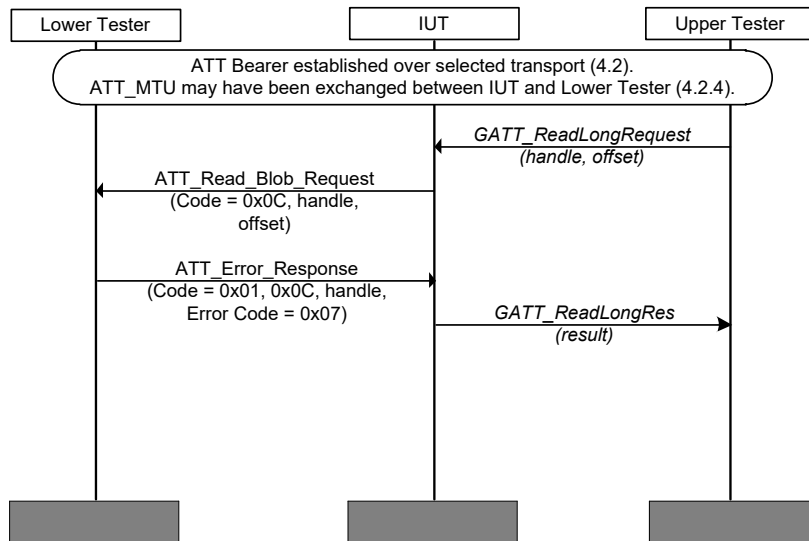 Lower Tester
IUT
Upper Tester
ATT Bearer established over selected transport (4.2).
ATT_MTU may have been exchanged between IUT and Lower Tester (4.2.4).
GATT_ReadLongRequest
(handle, offset)
ATT_Read_Blob_Request
(Code = 0x0C, handle,
offset)
ATT_Error_Response
(Code = 0x01, 0x0C, handle,
Error Code = 0x07)
GATT_ReadLongRes
(result)